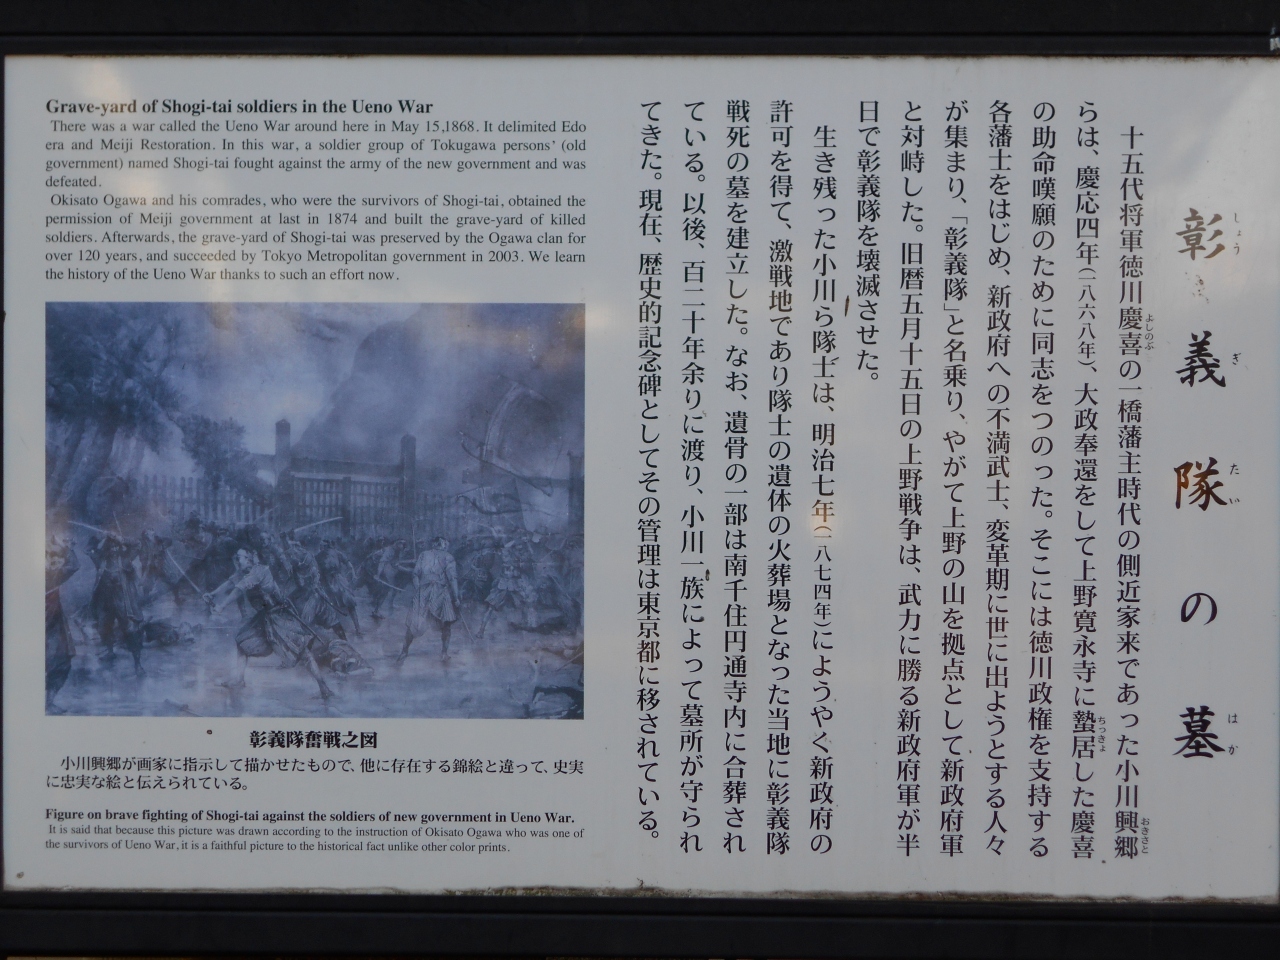 彰義隊の墓
しょうぎたいはか
十五代将軍徳川慶喜の一橋藩主時代の側近家来であった小川興郷
よしのぶ
おきさと
らは、慶応四年(一八六八年)、大政奉還をして上野寛永寺に蟄居した慶喜
ちっきょ
の助命嘆願のために同志をつのった。そこには徳川政権を支持する
各藩士をはじめ、新政府への不満武士、変革期に世に出ようとする人々
が集まり、「彰義隊」と名乗り、やがて上野の山を拠点として新政府軍
と対峙した。旧暦五月十五日の上野戦争は、武力に勝る新政府軍が半
日で彰義隊を壊滅させた。
生き残った小川ら隊士は、明治七年(一八七四年)にようやく新政府の
許可を得て、激戦地であり隊士の遺体の火葬場となった当地に彰義隊
戦死の墓を建立した。なお、遺骨の一部は南千住円通寺内に合葬され
ている。以後、百二十年余りに渡り、小川一族によって墓所が守られ
てきた。現在、歴史的記念碑としてその管理は東京都に移されている。
Grave-yard of Shogi-tai soldiers in the Ueno War
There was a war called the Ueno War around here in May 15,1868. It delimited Edo
era and Meiji Restoration. In this war, a soldier group of Tokugawa persons' (old
government) named Shogi-tai fought against the army of the new government and was
defeated.
Okisato Ogawa and his comrades, who were the survivors of Shogi-tai, obtained the
permission of Meiji government at last in 1874 and built the grave-yard of killed
soldiers. Afterwards, the grave-yard of Shogi-tai was preserved by the Ogawa clan for
over 120 years, and succeeded by Tokyo Metropolitan government in 2003. We learn
the history of the Ueno War thanks to such an effort now.
彰義隊奮戦之図
小川興郷が画家に指示して描かせたもので、他に存在する錦絵と違って、史実
に忠実な絵と伝えられている。
Figure on brave fighting of Shogi-tai against the soldiers of new government in Ueno War.
It is said that because this picture was drawn according to the instruction of Okisato Ogawa who was one of
the survivors of Ueno War, it is a faithful picture to the historical fact unlike other color prints.